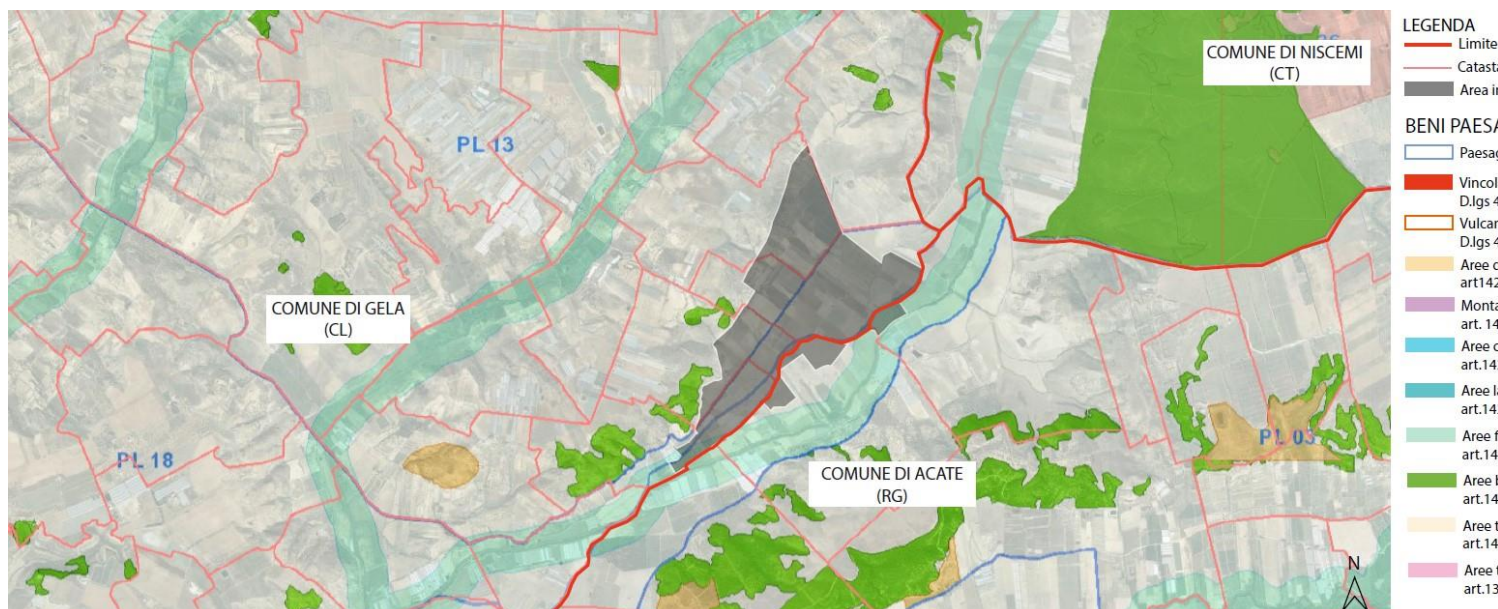 COMUNE DI NISCEMI
(CT)
PL 13
COMUNE DI GELA
(CL)
PL 18
COMUNE DI ACATE
(RG)
PL 03
N
LEGENDA
Limite
Catasta
Area in
BENI PAESA
Paesag
Vincol
D.lgs 4
Vulcan
D.lgs 4
Aree c
art142
Monta
art. 14
Aree c
art.14
Aree la
art.14
Aree f
art.14
Aree b
art.14
Aree t
art.14
Aree t
art.13